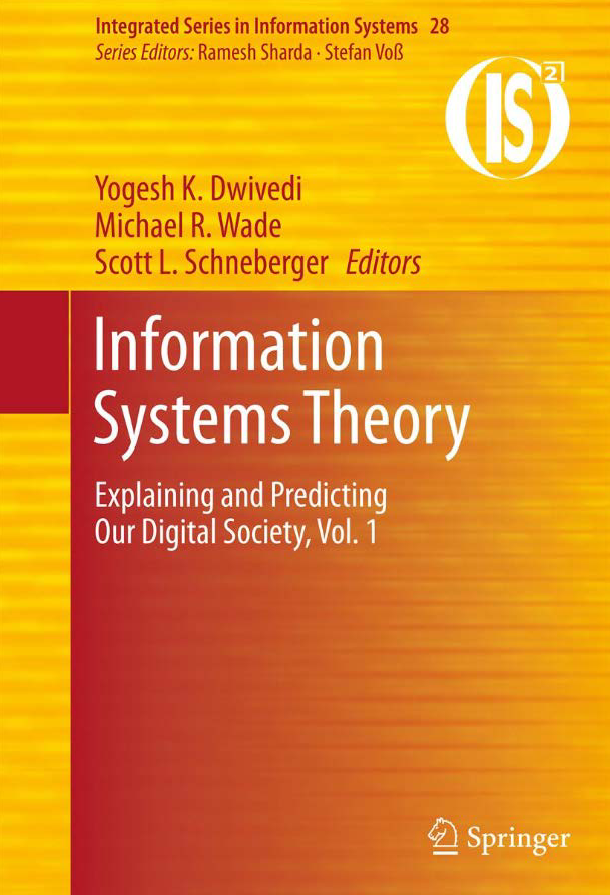 Integrated Series in Information Systems 28
Series Editors: Ramesh Sharda · Stefan Voß
IS
2
Yogesh K. Dwivedi
Michael R. Wade
Scott L. Schneberger Editors
Information
Systems Theory
Explaining and Predicting
Our Digital Society, Vol. 1
Springer